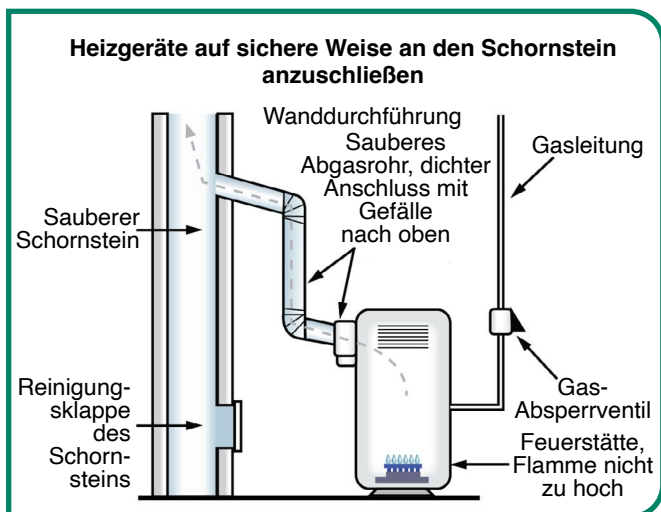 Heizgeräte auf sichere Weise an den Schornstein
anzuschließen
Wanddurchführung
Sauberes
Abgasrohr, dichter
Anschluss mit
Gefälle
nach oben
Gasleitung
Sauberer
Schornstein
Reinigung-
sklappe
des
Schorn-
steins
Gas-
Absperrventil
Feuerstätte,
Flamme nicht
zu hoch